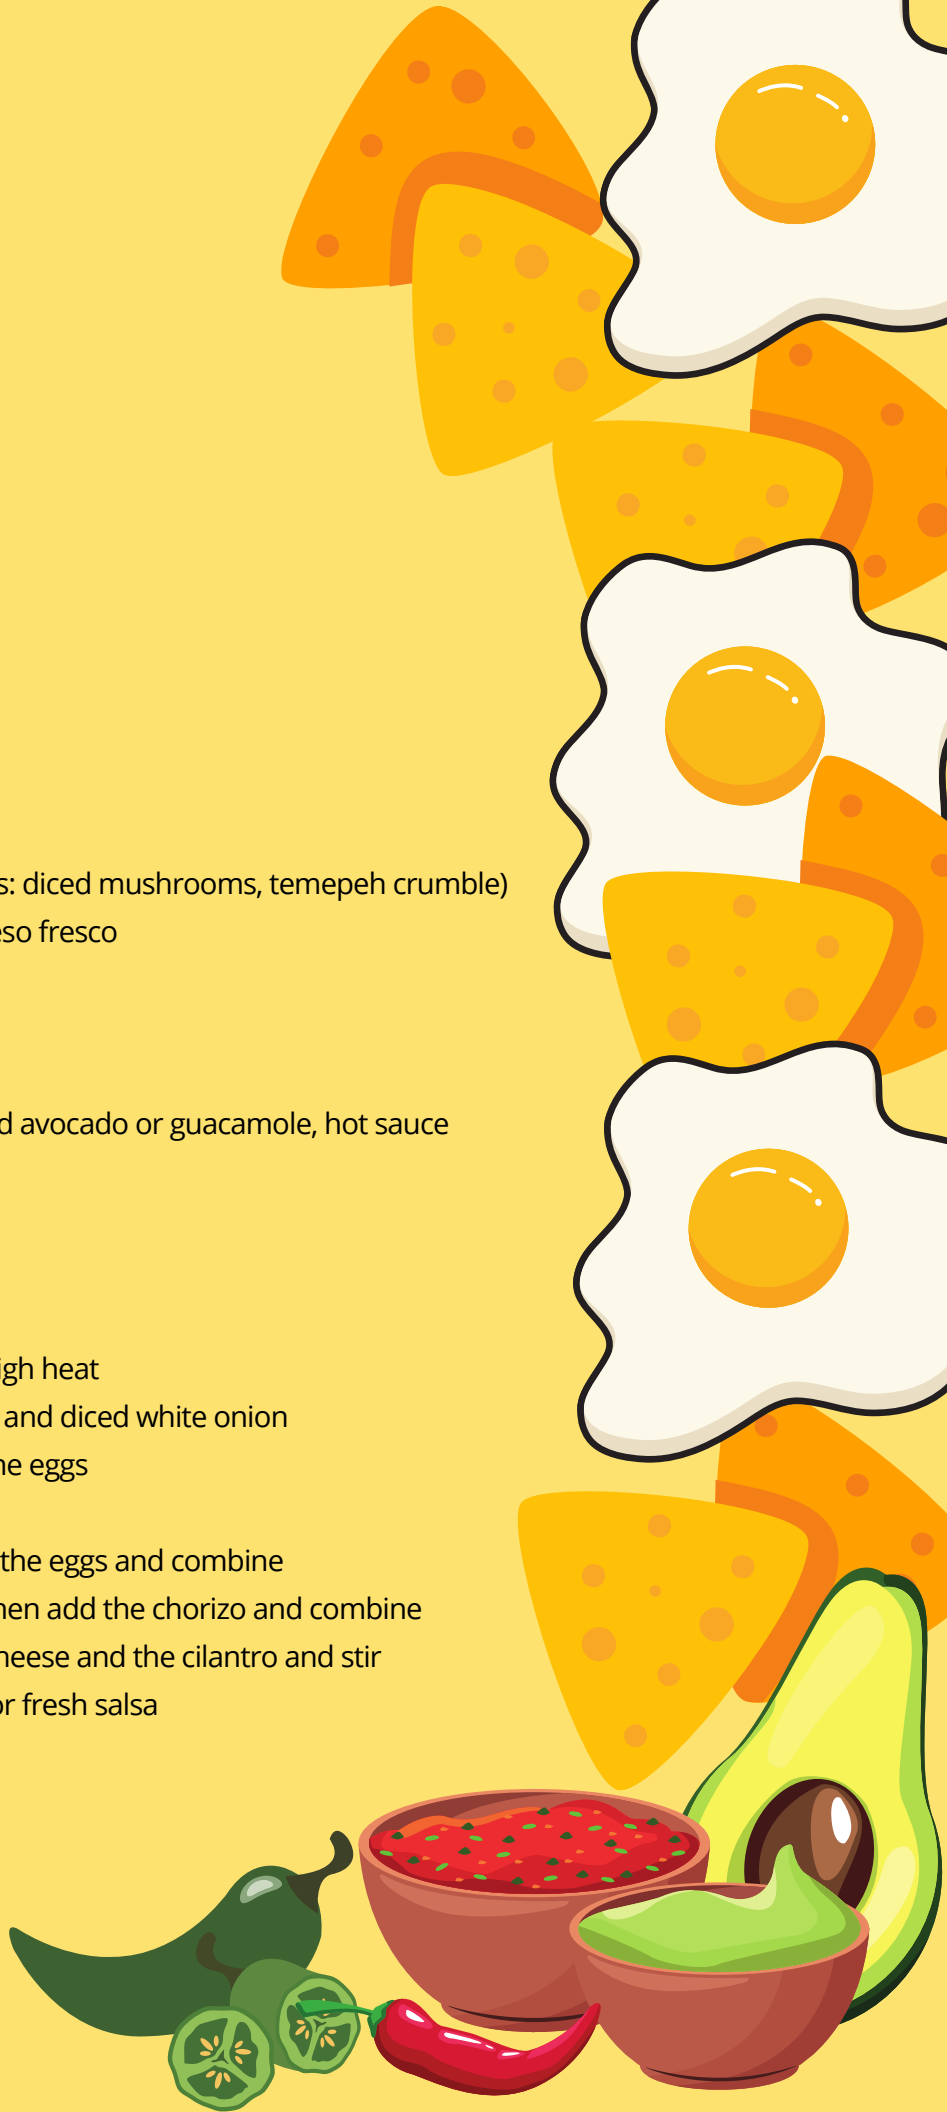 s: diced mushrooms, temepeh crumble)
eso fresco
d avocado or guacamole, hot sauce
igh heat
and diced white onion
he eggs
the eggs and combine
hen add the chorizo and combine
heese and the cilantro and stir
or fresh salsa